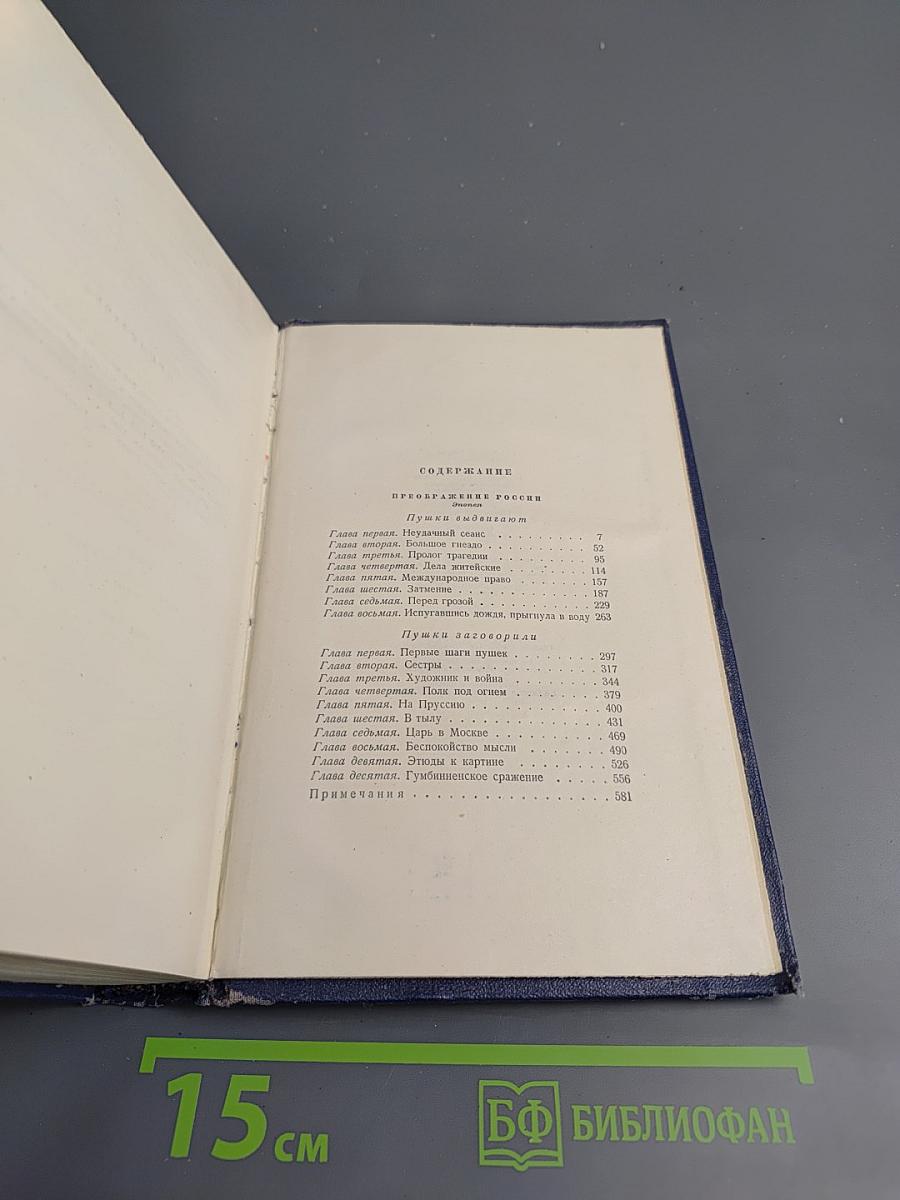 СОДЕРЖАНИЕ
ПРЕОБРАЖЕНИЕ РОССИИ
Эпопея
Пушки выдвигают
Глава первая. Неудачный сеанс . . . . . . . . . 7
Глава вторая. Большое гнездо . . . . . . . . . . 52
Глава третья. Пролог трагедии . . . . . . . . . 95
Глава четвертая. Дела житейские . . . . . . . . 114
Глава пятая. Международное право . . . . . . . 157
Глава шестая. Затмение . . . . . . . . . . . . 187
Глава седьмая. Перед грозой . . . . . . . . . . . 229
Глава восьмая. Испугавшись дождя, прыгнула в воду 263
Пушки заговорили
Глава первая. Первые шаги пушек . . . . . . . . 297
Глава вторая. Сестры . . . . . . . . . . . . . 317
Глава третья. Художник и война . . . . . . . 344
Глава четвертая. Полк под огнем . . . . . . . . 379
Глава пятая. На Пруссию . . . . . . . . . . . 400
Глава шестая. В тылу . . . . . . . . . . . . . 431
Глава седьмая. Царь в Москве . . . . . . . . . 469
Глава восьмая. Беспокойство мысли . . . . . . 490
Глава девятая. Этюды к картине . . . . . . . 526
Глава десятая. Гумбинненское сражение . . . . . 556
Примечания . . . . . . . . . . . . . . . . . 581
15 см
БФ БИБЛИОФАН